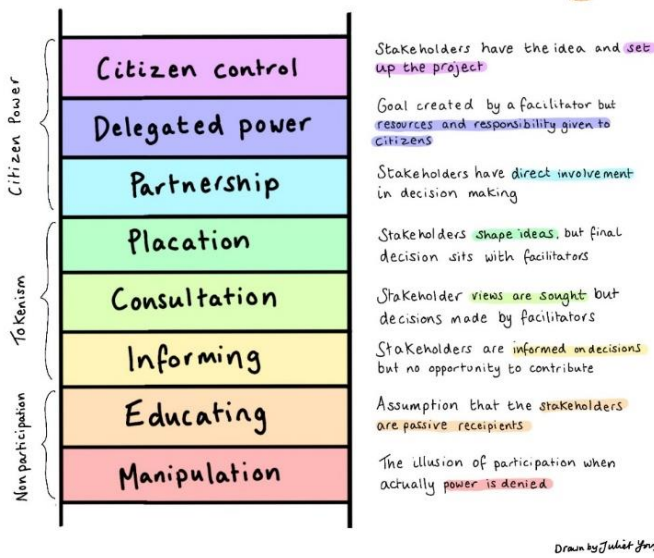 Citizen Power
Citizen control
Stakeholders have the idea and set
up the project
Delegated power
Goal created by a facilitator but
resources and responsibility given to
citizens
Partnership
Stakeholders have direct involvement
in decision making
Tokenism
Placation
Stakeholders shape ideas, but final
decision sits with facilitators
Consultation
Stakeholder views are sought but
decisions made by facilitators
Informing
Stakeholders are informed on decisions
but no opportunity to contribute
Nonparticipation
Educating
Assumption that the stakeholders
are passive receipients
Manipulation
The illusion of participation when
actually power is denied
Drawn by Juliet